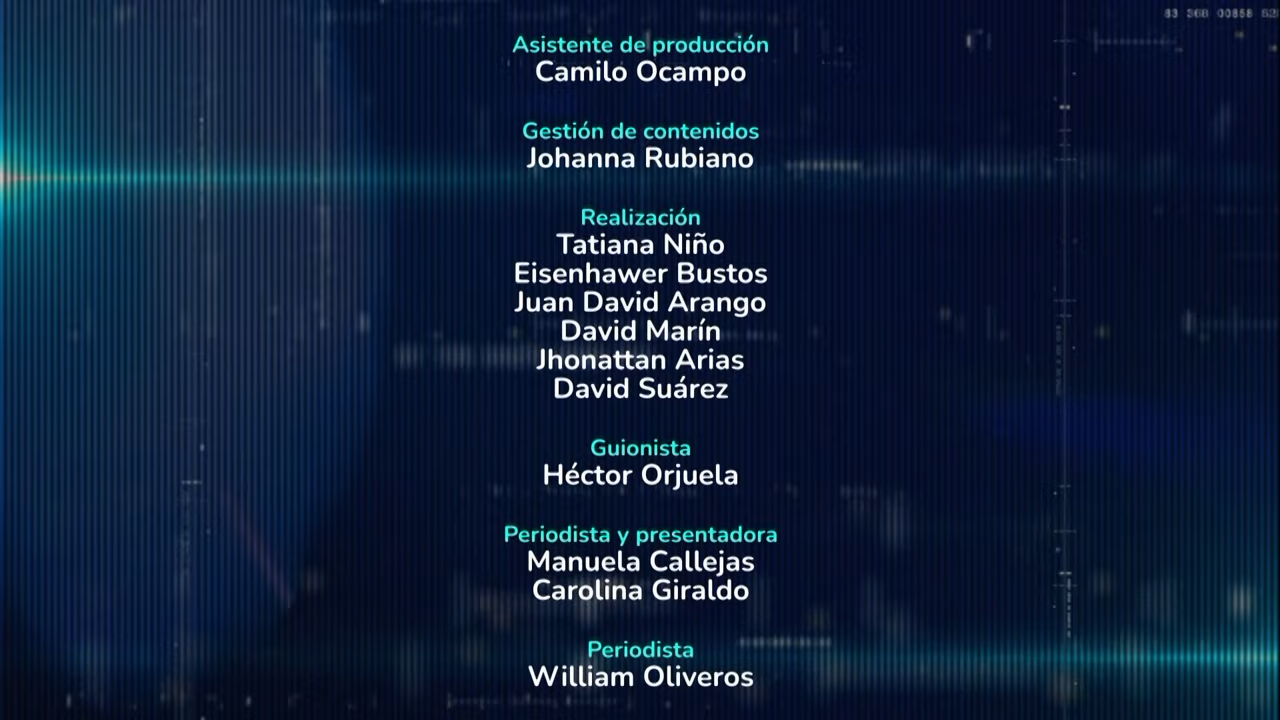 Asistente de producción
Camilo Ocampo
Gestión de contenidos
Johanna Rubiano
Realización
Tatiana Niño
Eisenhawer Bustos
Juan David Arango
David Marín
Jhonattan Arias
David Suárez
Guionista
Héctor Orjuela
Periodista y presentadora
Manuela Callejas
Carolina Giraldo
Periodista
William Oliveros